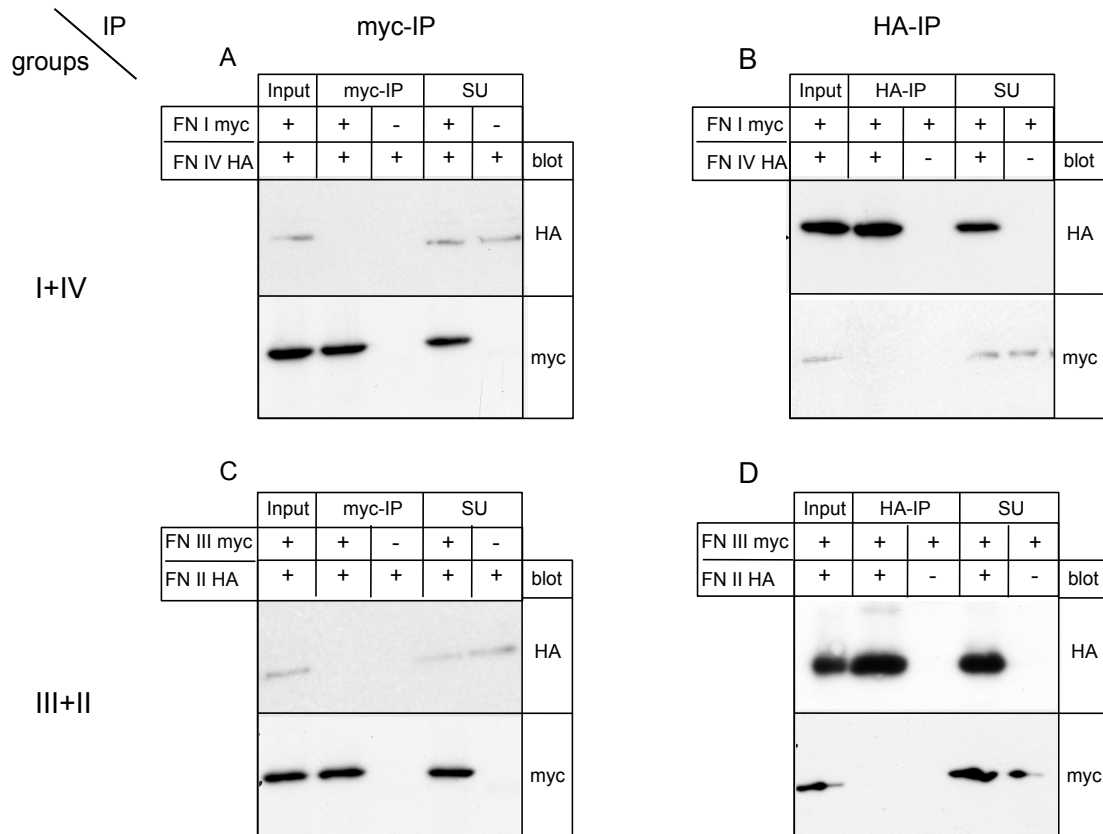 IP
groups
myc-IP
HA-IP
A
Input myc-IP SU
FN I myc + + - + -
FN IV HA + + + + + blot
HA
myc
B
Input HA-IP SU
FN I myc + + + + +
FN IV HA + + - + - blot
HA
myc
I+IV
C
Input myc-IP SU
FN III myc + + - + -
FN II HA + + + + + blot
HA
myc
D
Input HA-IP SU
FN III myc + + + + +
FN II HA + + - + - blot
HA
myc
III+II